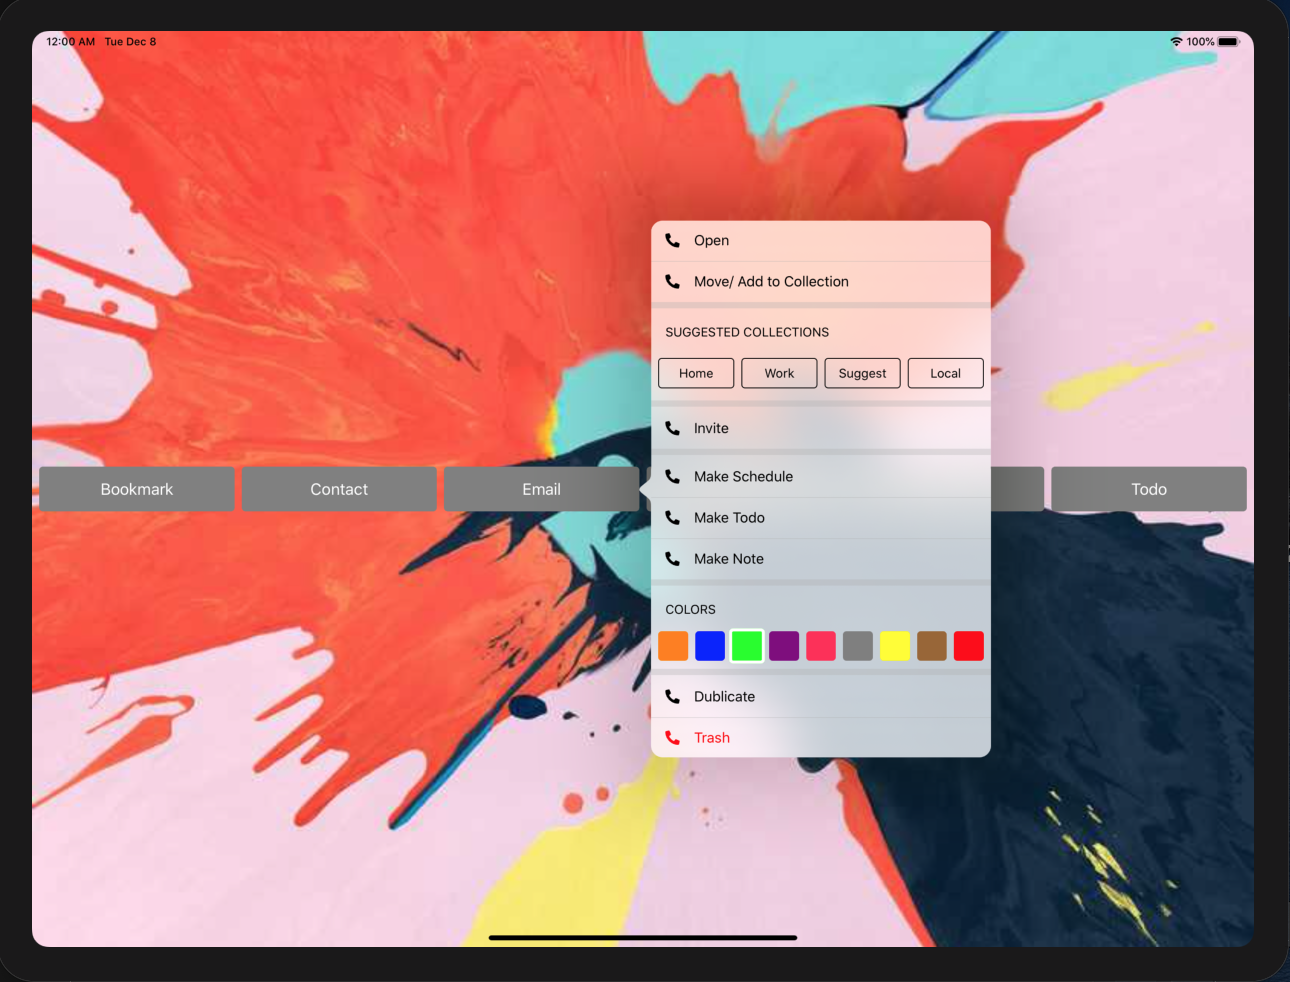 12:00 AM Tue Dec 8
100%
Open
Move/ Add to Collection
SUGGESTED COLLECTIONS
Home Work Suggest Local
Invite
Make Schedule
Bookmark Contact Email Todo
Make Todo
Make Note
COLORS
Dublicate
Trash